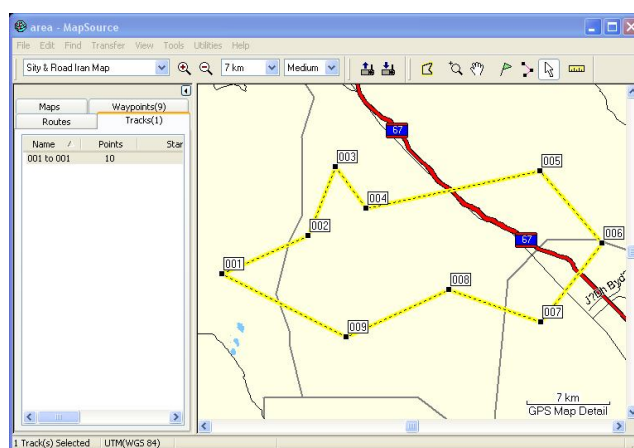 area - MapSource
File Edit Find Transfer View Tools Utilities Help
Sity & Road Iran Map 7 km Medium
Maps Waypoints(9)
Routes Tracks(1)
Name / Points Star
001 to 001 10
67
003
005
004
002
67
006
001
008
J?6h Byd
007
009
7 km
GPS Map Detail
1 Track(s) Selected UTM(WGS 84)